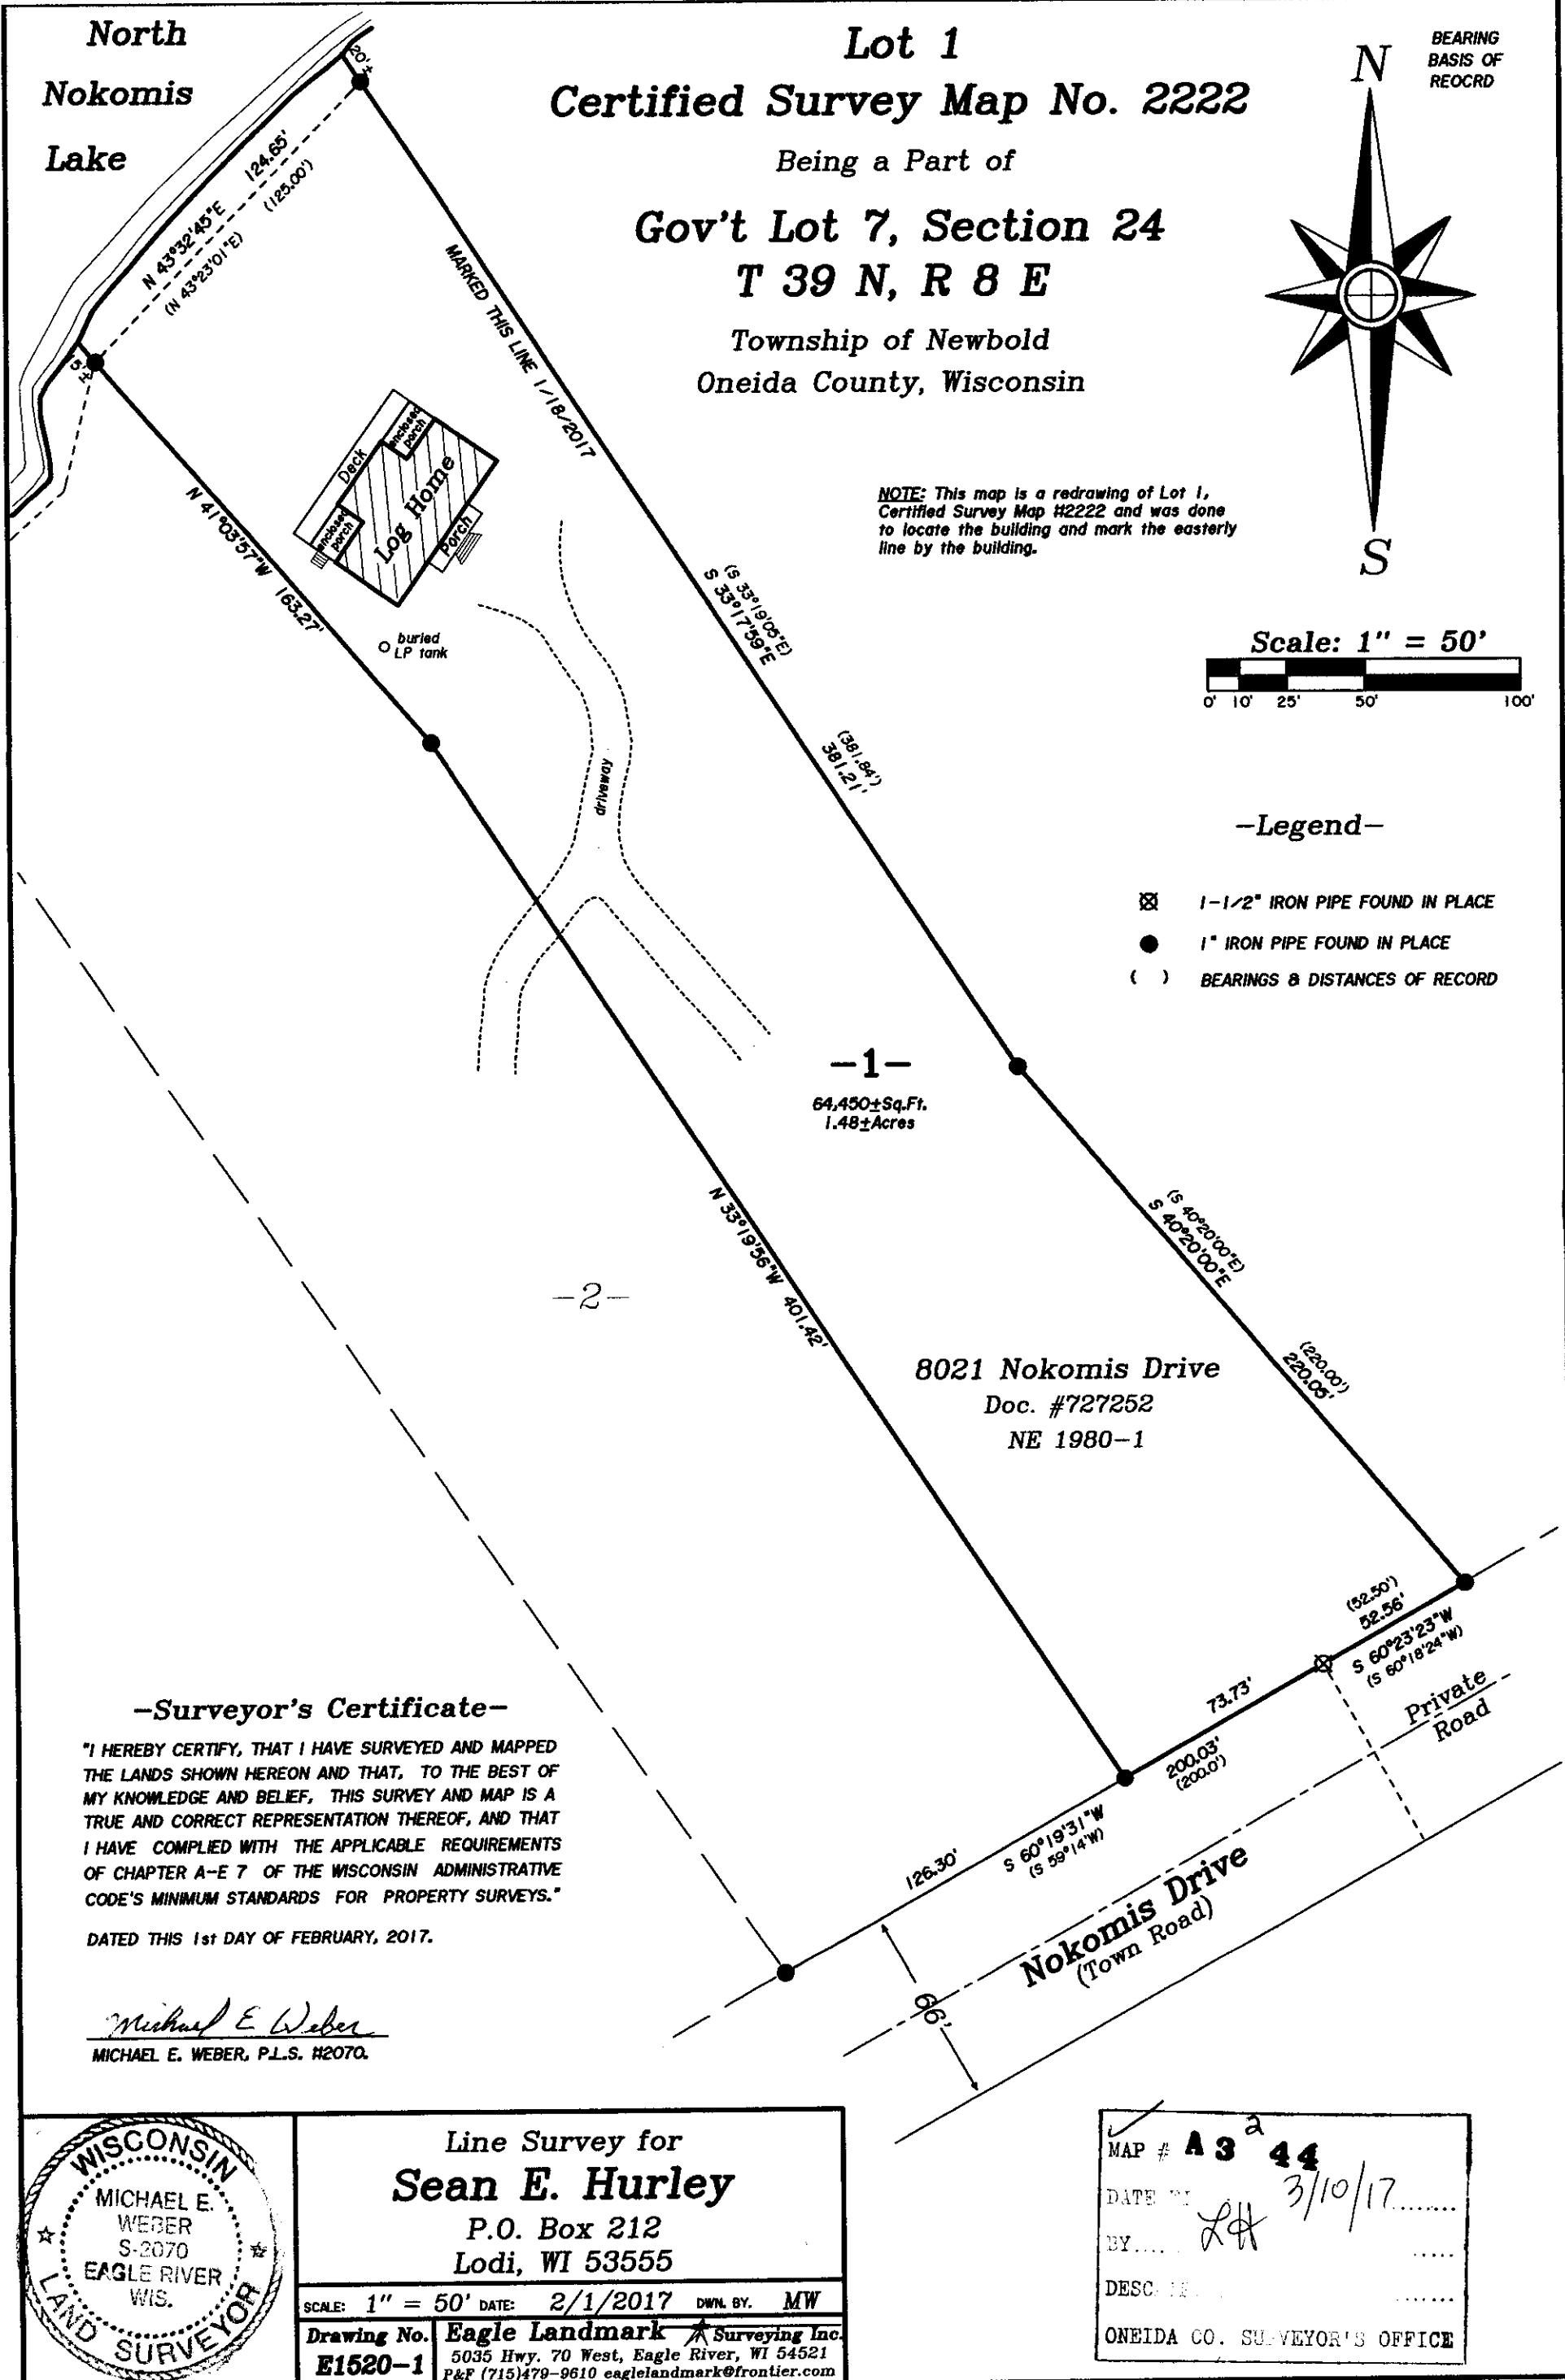 North
Nokomis
Lake
Lot 1
Certified Survey Map No. 2222
Being a Part of
Gov't Lot 7, Section 24
T 39 N, R 8 E
Township of Newbold
Oneida County, Wisconsin
N
BEARING
BASIS OF
REOCRD
S
20'±
N 43°32'45"E 124.65'
(N 43°23'01"E) (125.00')
MARKED THIS LINE 1/18/2017
N 41°03'57"W 163.27'
Deck
enclosed
porch
enclosed
porch
Log Home
Porch
buried
LP tank
driveway
NOTE: This map is a redrawing of Lot 1,
Certified Survey Map #2222 and was done
to locate the building and mark the easterly
line by the building.
(S 33°19'05"E)
S 33°17'59"E
(381.84')
381.21'
Scale: 1" = 50'
0' 10' 25' 50' 100'
-Legend-
1-1/2" IRON PIPE FOUND IN PLACE
1" IRON PIPE FOUND IN PLACE
( ) BEARINGS & DISTANCES OF RECORD
-1-
64,450±Sq.Ft.
1.48±Acres
(S 40°20'00"E)
S 40°20'00"E
(220.00')
220.05'
N 33°19'56"W 401.42'
-2-
8021 Nokomis Drive
Doc. #727252
NE 1980-1
(52.50')
52.56'
S 60°23'23"W
(S 60°18'24"W)
73.73'
200.03'
(200.0')
126.30'
S 60°19'31"W
(S 59°14'W)
Private
Road
Nokomis Drive
(Town Road)
66'
-Surveyor's Certificate-
"I HEREBY CERTIFY, THAT I HAVE SURVEYED AND MAPPED
THE LANDS SHOWN HEREON AND THAT, TO THE BEST OF
MY KNOWLEDGE AND BELIEF, THIS SURVEY AND MAP IS A
TRUE AND CORRECT REPRESENTATION THEREOF, AND THAT
I HAVE COMPLIED WITH THE APPLICABLE REQUIREMENTS
OF CHAPTER A-E 7 OF THE WISCONSIN ADMINISTRATIVE
CODE'S MINIMUM STANDARDS FOR PROPERTY SURVEYS."
DATED THIS 1st DAY OF FEBRUARY, 2017.
Michael E Weber
MICHAEL E. WEBER, P.L.S. #2070.
WISCONSIN
MICHAEL E.
WEBER
S-2070
EAGLE RIVER
WIS.
LAND SURVEYOR
Line Survey for
Sean E. Hurley
P.O. Box 212
Lodi, WI 53555
SCALE: 1" = 50' DATE: 2/1/2017 DWN. BY. MW
Drawing No.
E1520-1
Eagle Landmark Surveying Inc.
5035 Hwy. 70 West, Eagle River, WI 54521
P&F (715)479-9610 eaglelandmark@frontier.com
MAP # A 3 2 44
DATE 3/10/17
BY.... LH
DESC
ONEIDA CO. SURVEYOR'S OFFICE